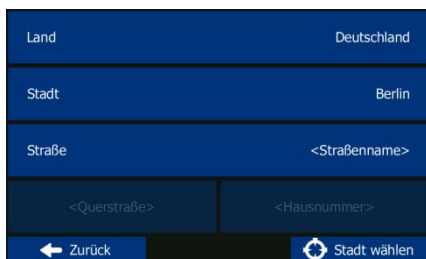 Land Deutschland
Stadt Berlin
Straße <Straßenname>
<Querstraße> <Hausnummer>
Zurück Stadt wählen